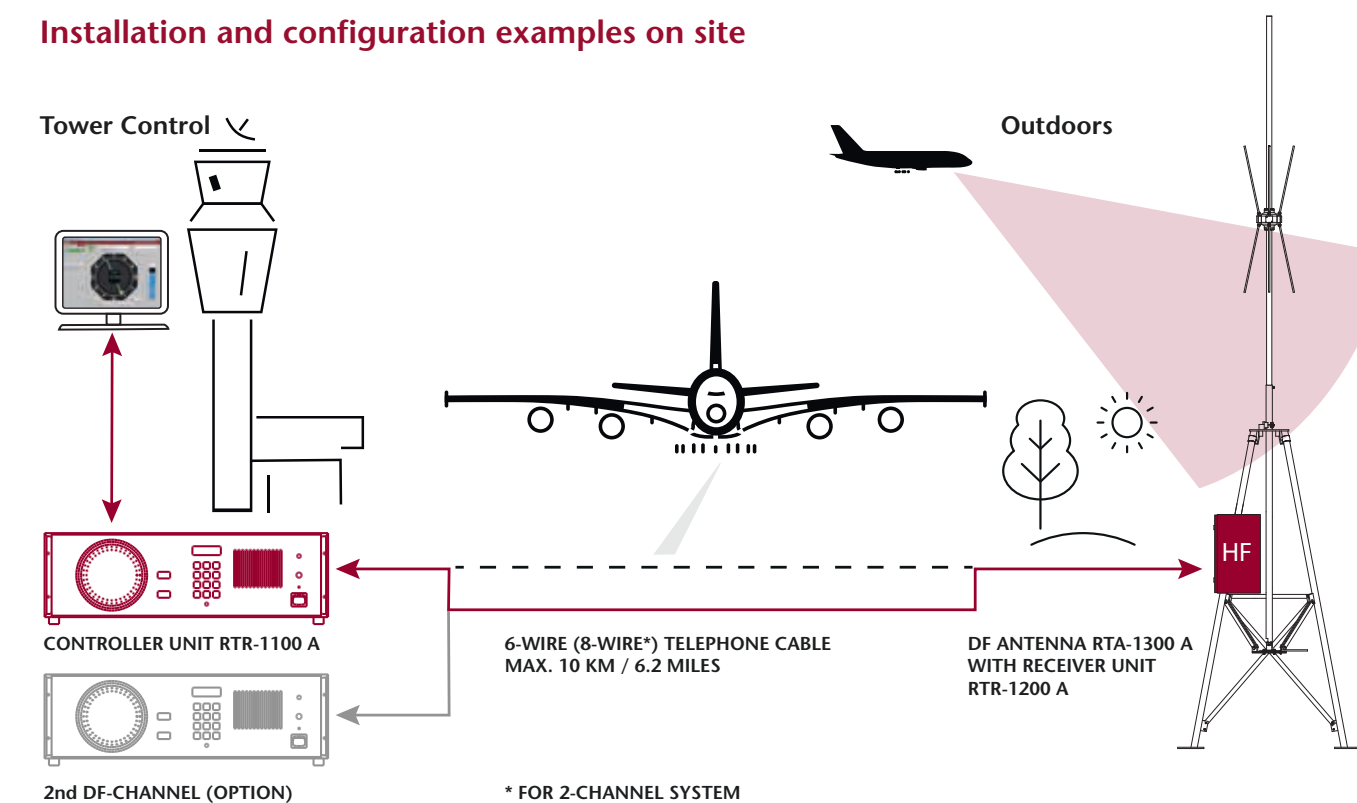 Installation and configuration examples on site
Tower Control
Outdoors
HF
CONTROLLER UNIT RTR-1100 A
6-WIRE (8-WIRE*) TELEPHONE CABLE
MAX. 10 KM / 6.2 MILES
DF ANTENNA RTA-1300 A
WITH RECEIVER UNIT
RTR-1200 A
2nd DF-CHANNEL (OPTION)
* FOR 2-CHANNEL SYSTEM